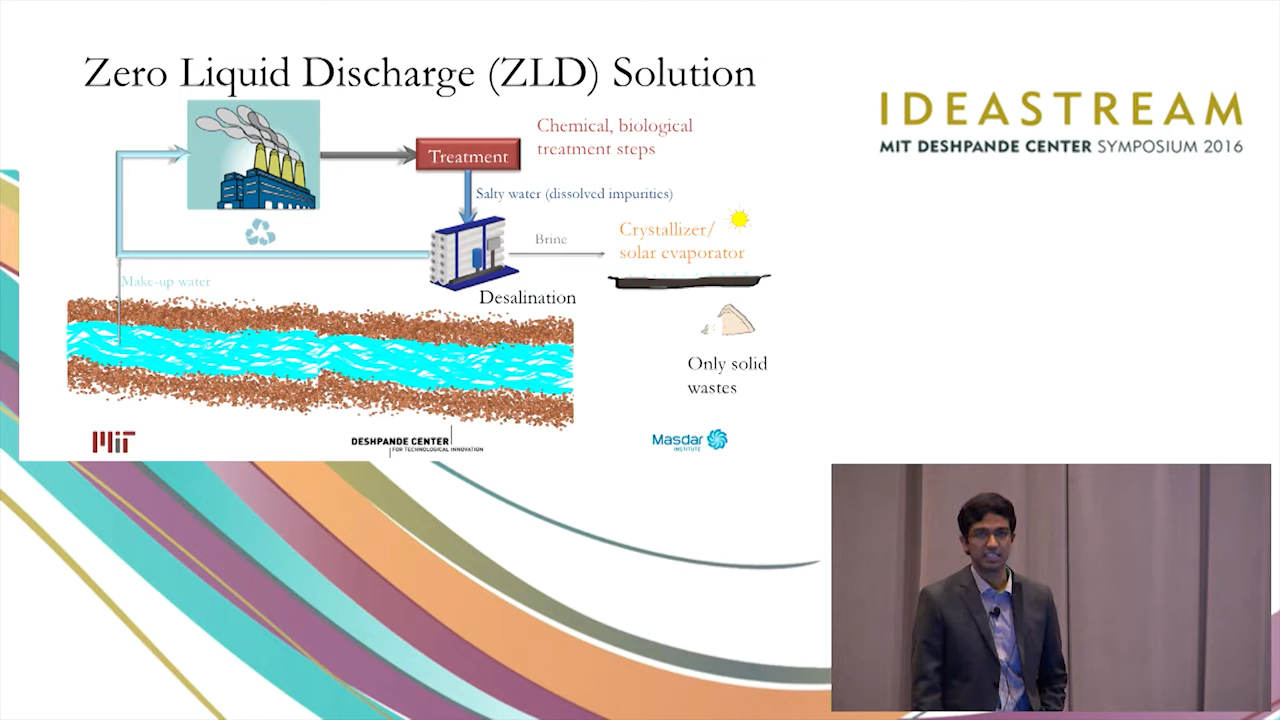 Zero Liquid Discharge (ZLD) Solution
IDEASTREAM
MIT DESHPANDE CENTER SYMPOSIUM 2016
Chemical, biological
treatment steps
Treatment
Salty water (dissolved impurities)
Crystallizer/
solar evaporator
Brine
Make-up water
Desalination
Only solid
wastes
MIT
DESHPANDE CENTER
FOR TECHNOLOGICAL INNOVATION
Masdar
INSTITUTE